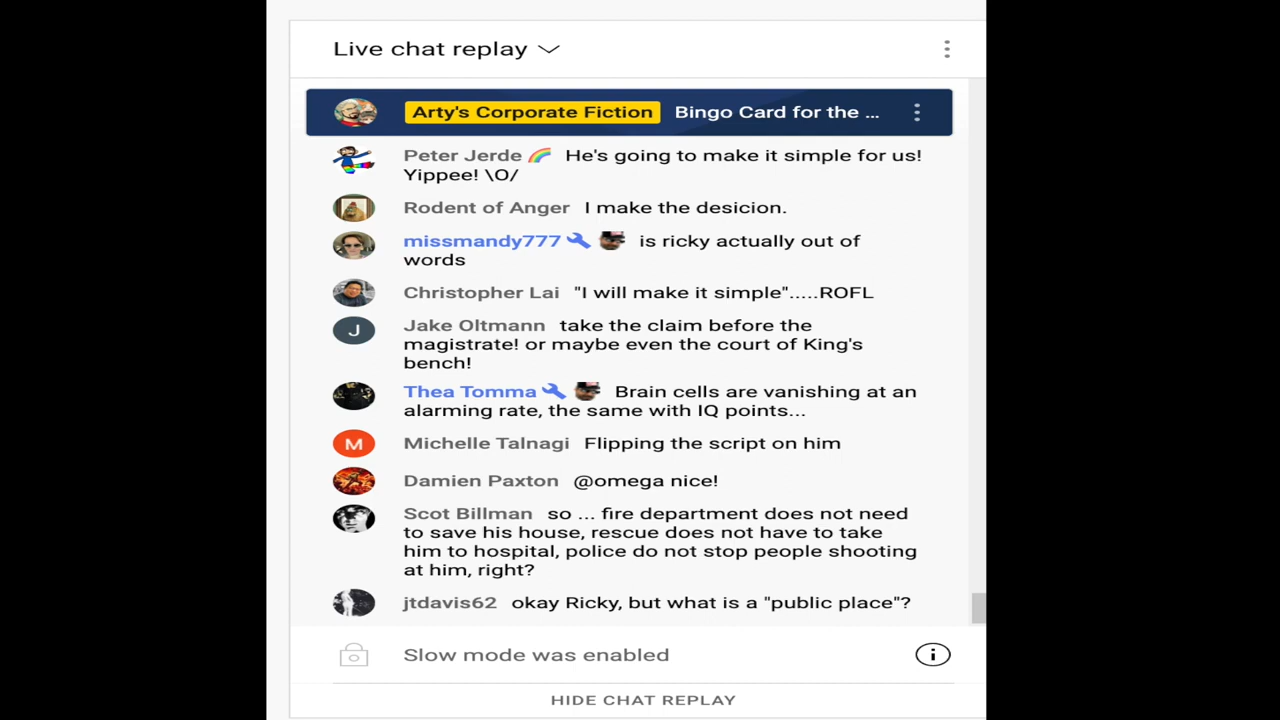 Live chat replay
Arty's Corporate Fiction Bingo Card for the ...
Peter Jerde 🌈 He's going to make it simple for us!
Yippee! \O/
Rodent of Anger I make the desicion.
missmandy777 is ricky actually out of
words
Christopher Lai "I will make it simple".....ROFL
Jake Oltmann take the claim before the
magistrate! or maybe even the court of King's
bench!
Thea Tomma Brain cells are vanishing at an
alarming rate, the same with IQ points...
Michelle Talnagi Flipping the script on him
Damien Paxton @omega nice!
Scot Billman so ... fire department does not need
to save his house, rescue does not have to take
him to hospital, police do not stop people shooting
at him, right?
jtdavis62 okay Ricky, but what is a "public place"?
Slow mode was enabled
HIDE CHAT REPLAY
J
M